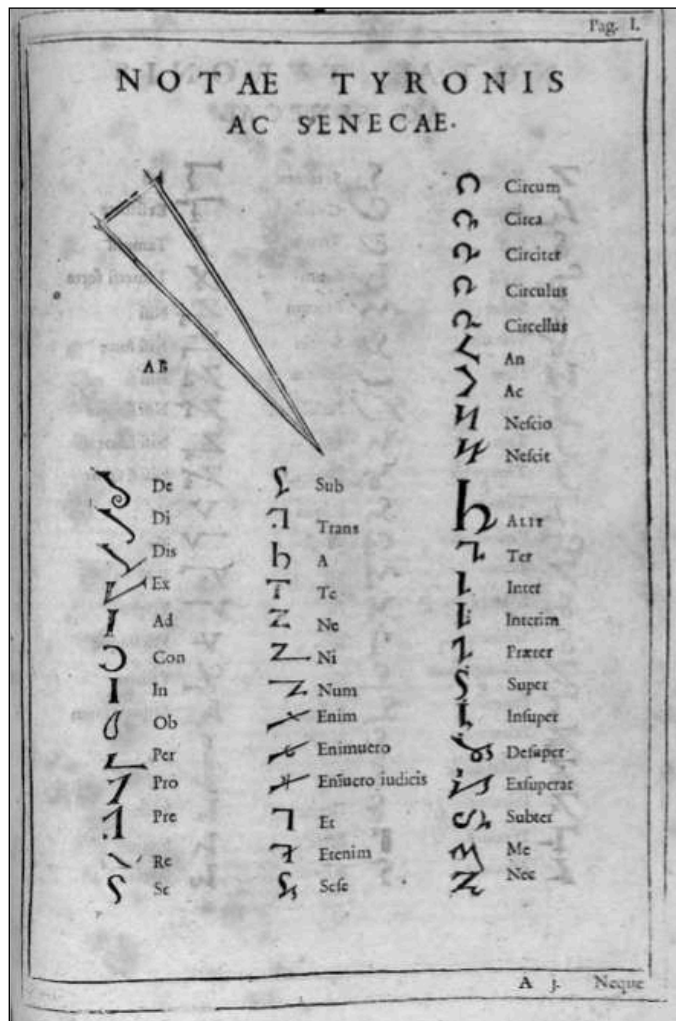 Pag. I.
NOTAE TYRONIS
AC SENECAE.
AB
De
Di
Dis
Ex
Ad
Con
In
Ob
Per
Pro
Pre
Re
Se
Sub
Trans
A
Te
Ne
Ni
Num
Enim
Enimuero
Eniuero iudicis
Et
Etenim
Seſe
Circum
Circa
Circiter
Circulus
Circellus
An
Ac
Neſcio
Neſcit
Ter
Inter
Interim
Præter
Super
Inſuper
Deſuper
Exſuperat
Subter
Me
Nec
A j. Neque